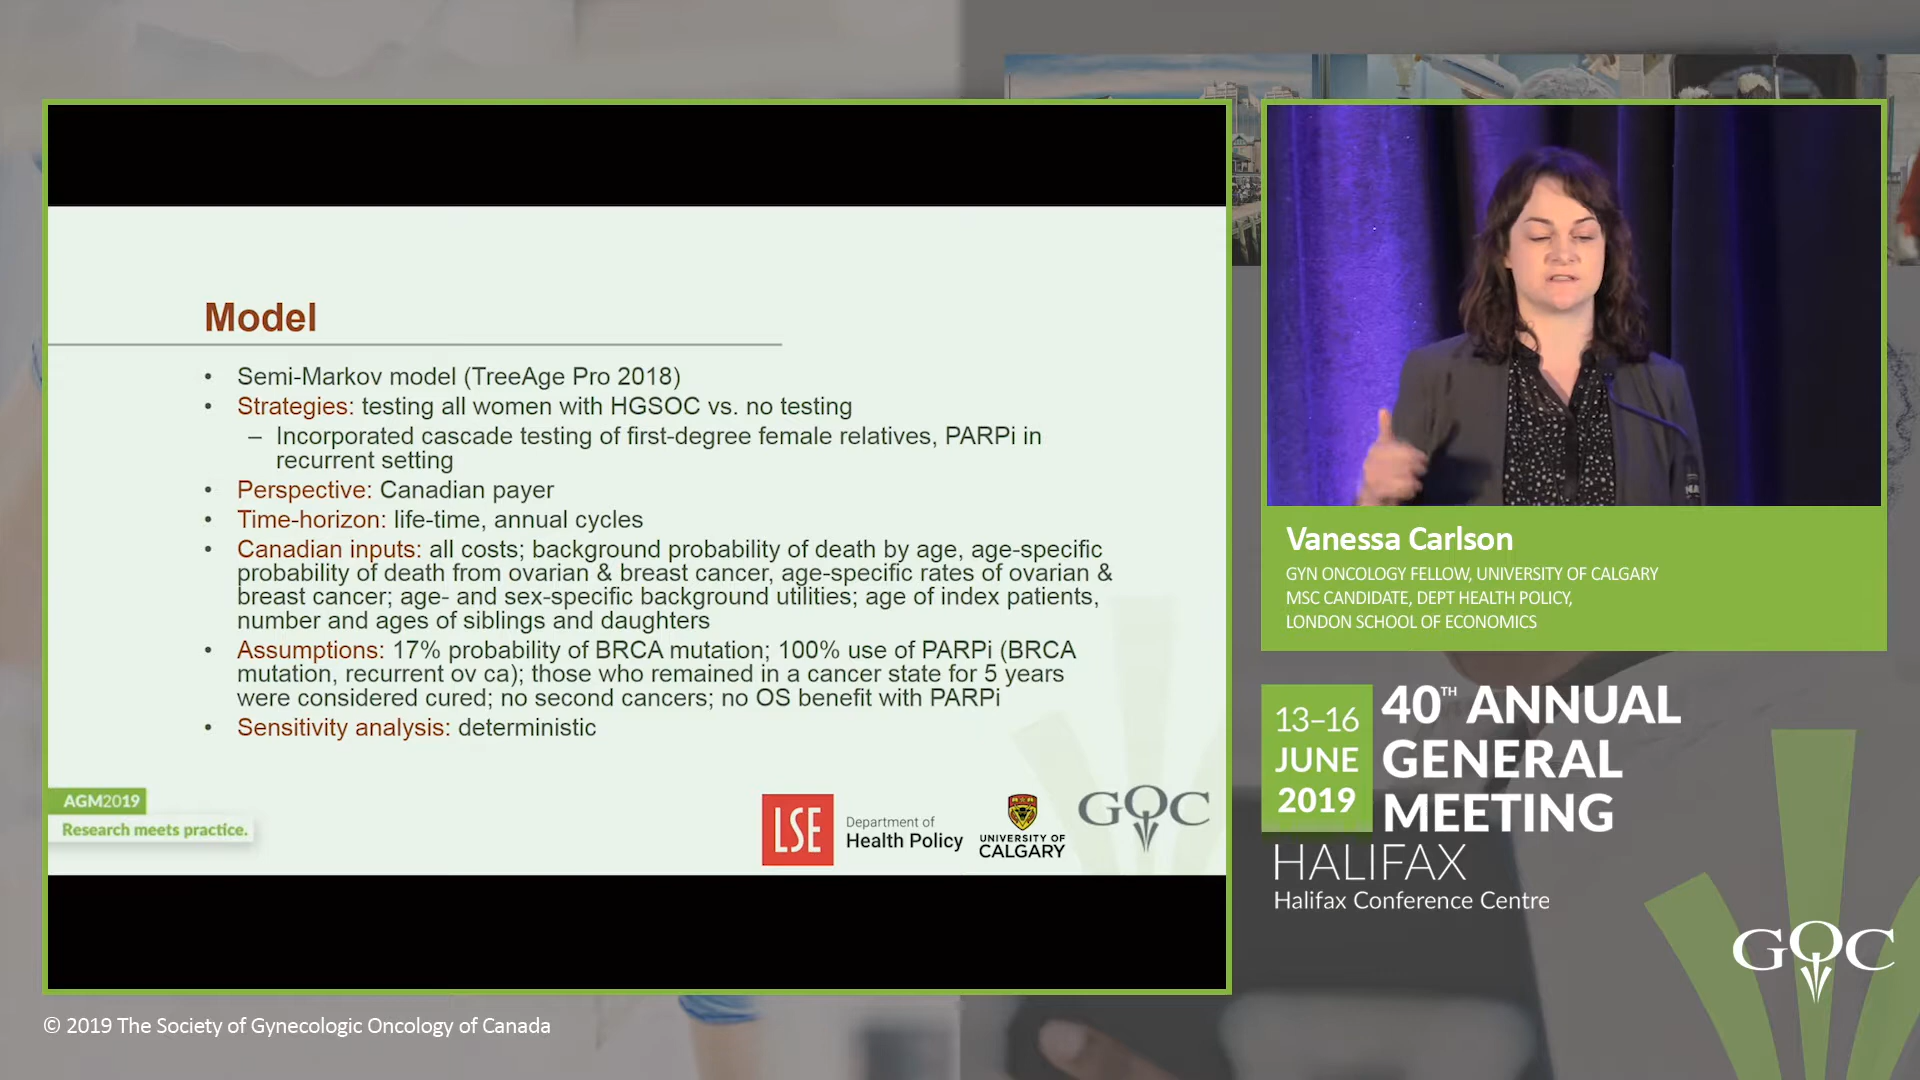 Model
• Semi-Markov model (TreeAge Pro 2018)
• Strategies: testing all women with HGSOC vs. no testing
– Incorporated cascade testing of first-degree female relatives, PARPi in
recurrent setting
• Perspective: Canadian payer
• Time-horizon: life-time, annual cycles
• Canadian inputs: all costs; background probability of death by age, age-specific
probability of death from ovarian & breast cancer, age-specific rates of ovarian &
breast cancer; age- and sex-specific background utilities; age of index patients,
number and ages of siblings and daughters
• Assumptions: 17% probability of BRCA mutation; 100% use of PARPi (BRCA
mutation, recurrent ov ca); those who remained in a cancer state for 5 years
were considered cured; no second cancers; no OS benefit with PARPi
• Sensitivity analysis: deterministic
AGM2019
Research meets practice.
LSE
Department of
Health Policy
UNIVERSITY OF
CALGARY
GOC
Vanessa Carlson
GYN ONCOLOGY FELLOW, UNIVERSITY OF CALGARY
MSC CANDIDATE, DEPT HEALTH POLICY,
LONDON SCHOOL OF ECONOMICS
13–16
JUNE
2019
40TH ANNUAL
GENERAL
MEETING
HALIFAX
Halifax Conference Centre
GOC
© 2019 The Society of Gynecologic Oncology of Canada